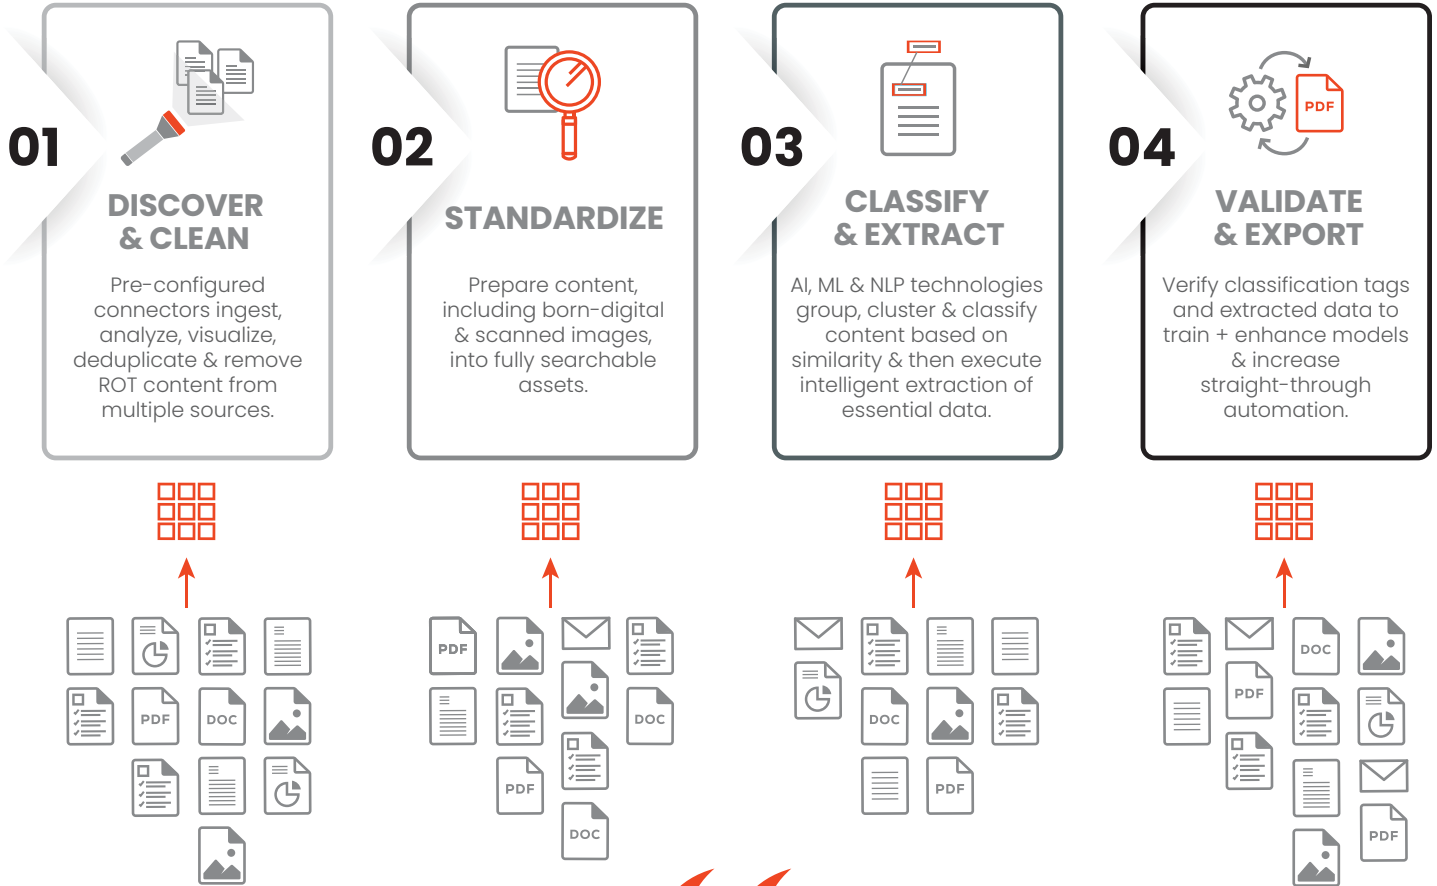 01
DISCOVER
& CLEAN
Pre-configured
connectors ingest,
analyze, visualize,
deduplicate & remove
ROT content from
multiple sources.
02
STANDARDIZE
Prepare content,
including born-digital
& scanned images,
into fully searchable
assets.
03
CLASSIFY
& EXTRACT
AI, ML & NLP technologies
group, cluster & classify
content based on
similarity & then execute
intelligent extraction of
essential data.
04
PDF
VALIDATE
& EXPORT
Verify classification tags
and extracted data to
train + enhance models
& increase
straight-through
automation.
PDF
DOC
PDF
DOC
PDF
DOC
DOC
PDF
DOC
PDF
PDF